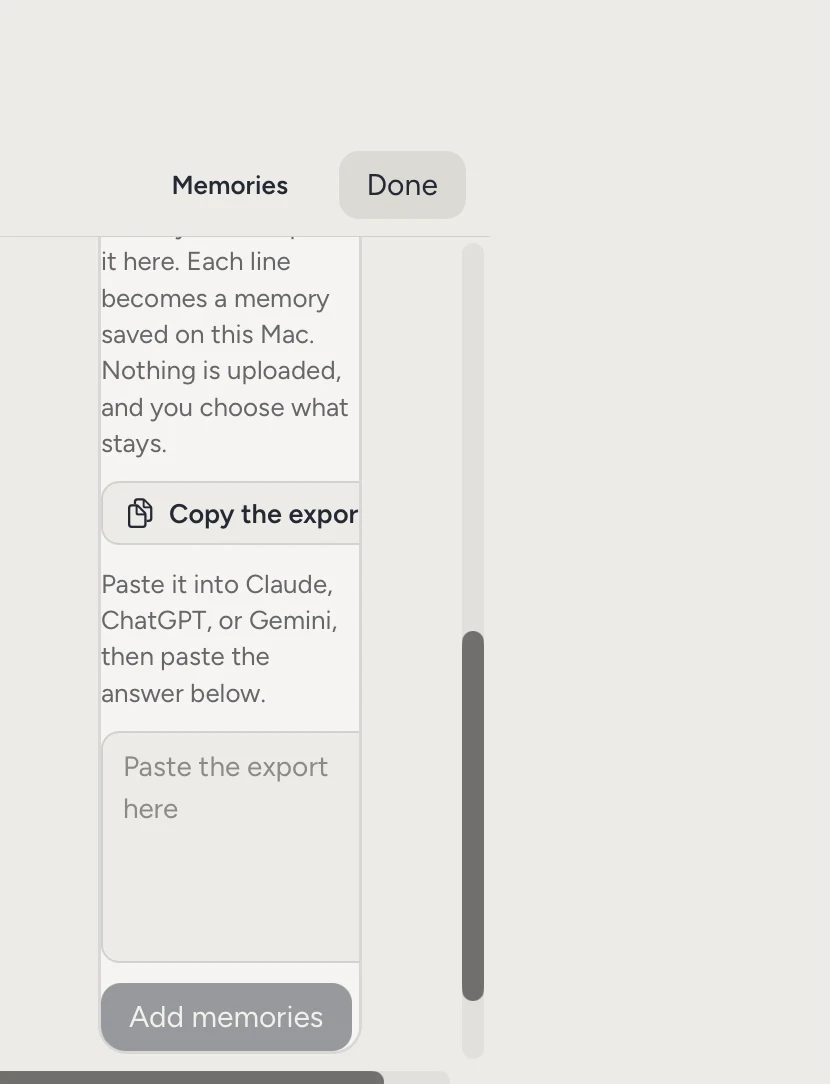 Memories
Done
it here. Each line
becomes a memory
saved on this Mac.
Nothing is uploaded,
and you choose what
stays.
Copy the expor
Paste it into Claude,
ChatGPT, or Gemini,
then paste the
answer below.
Paste the export
here
Add memories